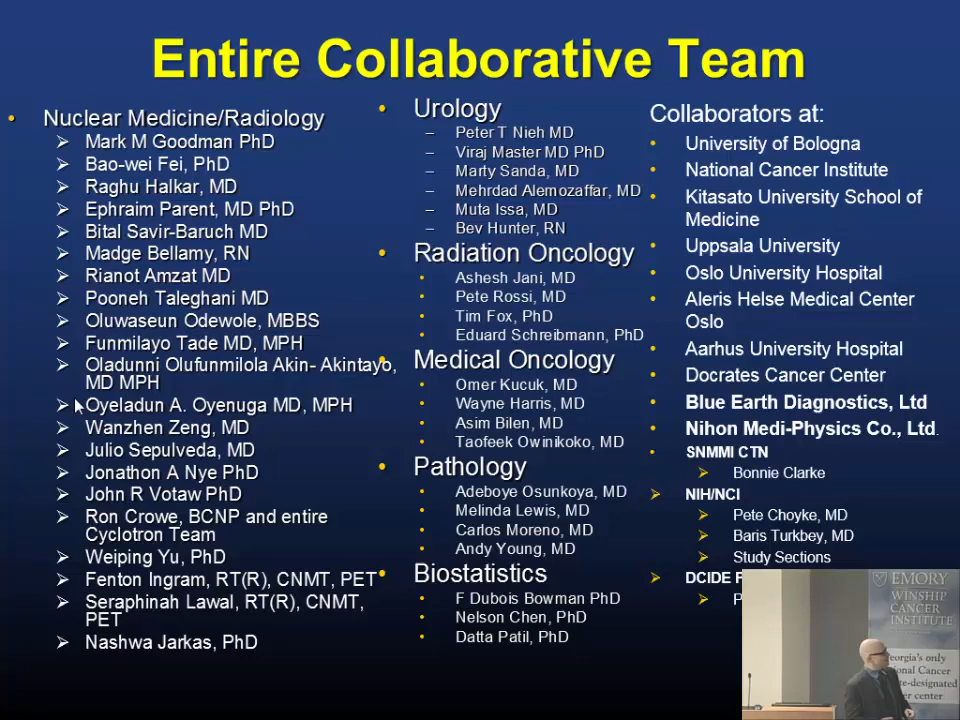 Entire Collaborative Team
Nuclear Medicine/Radiology
Mark M Goodman PhD
Bao-wei Fei, PhD
Raghu Halkar, MD
Ephraim Parent, MD PhD
Bital Savir-Baruch MD
Madge Bellamy, RN
Rianot Amzat MD
Pooneh Taleghani MD
Oluwaseun Odewole, MBBS
Funmilayo Tade MD, MPH
Oladunni Olufunmilola Akin- Akintayo,
MD MPH
Oyeladun A. Oyenuga MD, MPH
Wanzhen Zeng, MD
Julio Sepulveda, MD
Jonathon A Nye PhD
John R Votaw PhD
Ron Crowe, BCNP and entire
Cyclotron Team
Weiping Yu, PhD
Fenton Ingram, RT(R), CNMT, PET
Seraphinah Lawal, RT(R), CNMT,
PET
Nashwa Jarkas, PhD
Urology
Peter T Nieh MD
Viraj Master MD PhD
Marty Sanda, MD
Mehrdad Alemozaffar, MD
Muta Issa, MD
Bev Hunter, RN
Radiation Oncology
Ashesh Jani, MD
Pete Rossi, MD
Tim Fox, PhD
Eduard Schreibmann, PhD
Medical Oncology
Omer Kucuk, MD
Wayne Harris, MD
Asim Bilen, MD
Taofeek Owinikoko, MD
Pathology
Adeboye Osunkoya, MD
Melinda Lewis, MD
Carlos Moreno, MD
Andy Young, MD
Biostatistics
F Dubois Bowman PhD
Nelson Chen, PhD
Datta Patil, PhD
Collaborators at:
University of Bologna
National Cancer Institute
Kitasato University School of
Medicine
Uppsala University
Oslo University Hospital
Aleris Helse Medical Center
Oslo
Aarhus University Hospital
Docrates Cancer Center
Blue Earth Diagnostics, Ltd
Nihon Medi-Physics Co., Ltd.
SNMMI CTN
Bonnie Clarke
NIH/NCI
Pete Choyke, MD
Baris Turkbey, MD
Study Sections
DCIDE
EMORY
WINSHIP
CANCER
INSTITUTE
Georgia's only
Cancer
designated
center